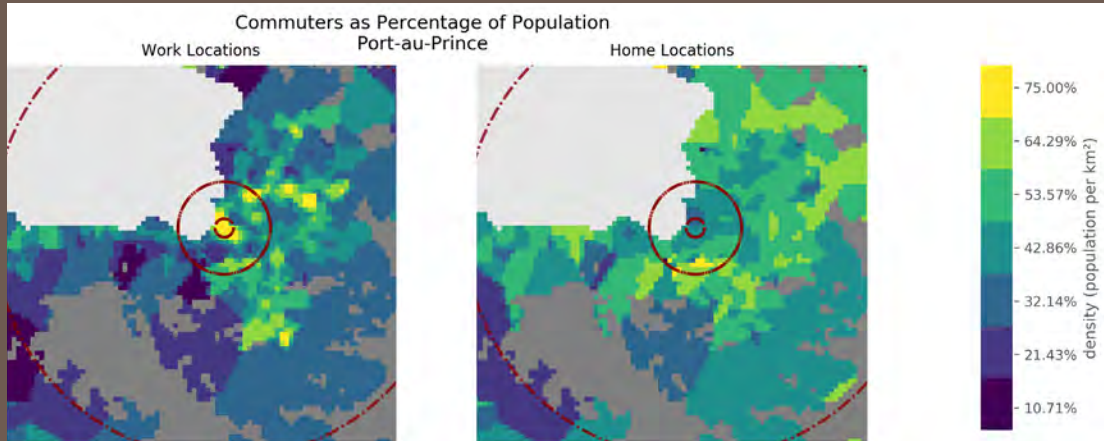 Commuters as Percentage of Population
Port-au-Prince
Work Locations
Home Locations
75.00%
64.29%
53.57%
42.86%
32.14%
21.43%
10.71%
density (population per km²)